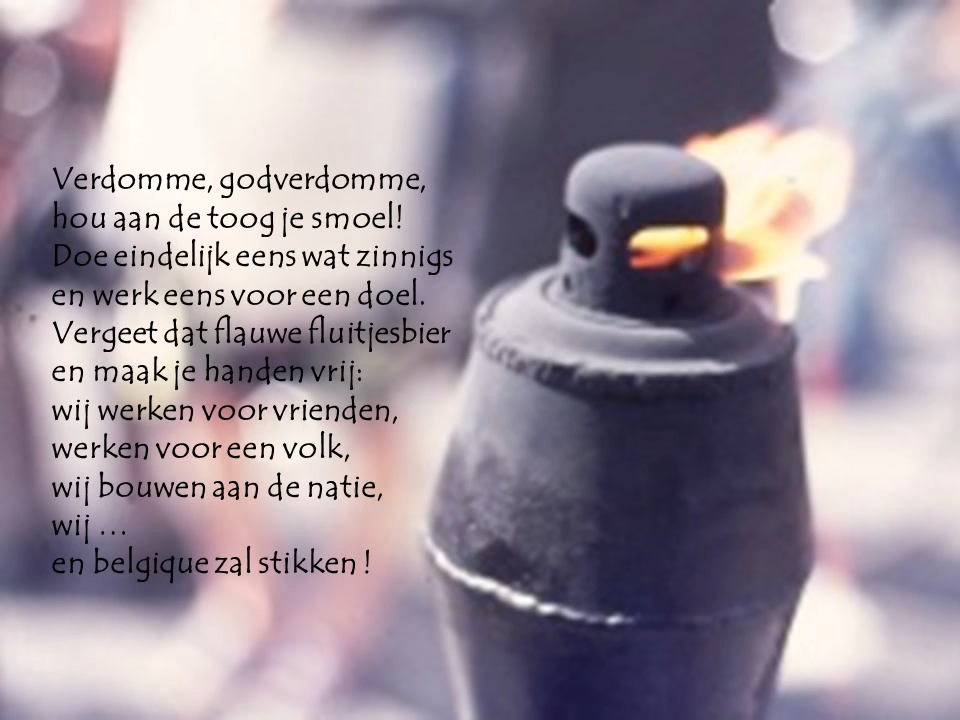 Verdomme, godverdomme,
hou aan de toog je smoel!
Doe eindelijk eens wat zinnigs
en werk eens voor een doel.
Vergeet dat flauwe fluitjesbier
en maak je handen vrij:
wij werken voor vrienden,
werken voor een volk,
wij bouwen aan de natie,
wij ...
en belgique zal stikken !